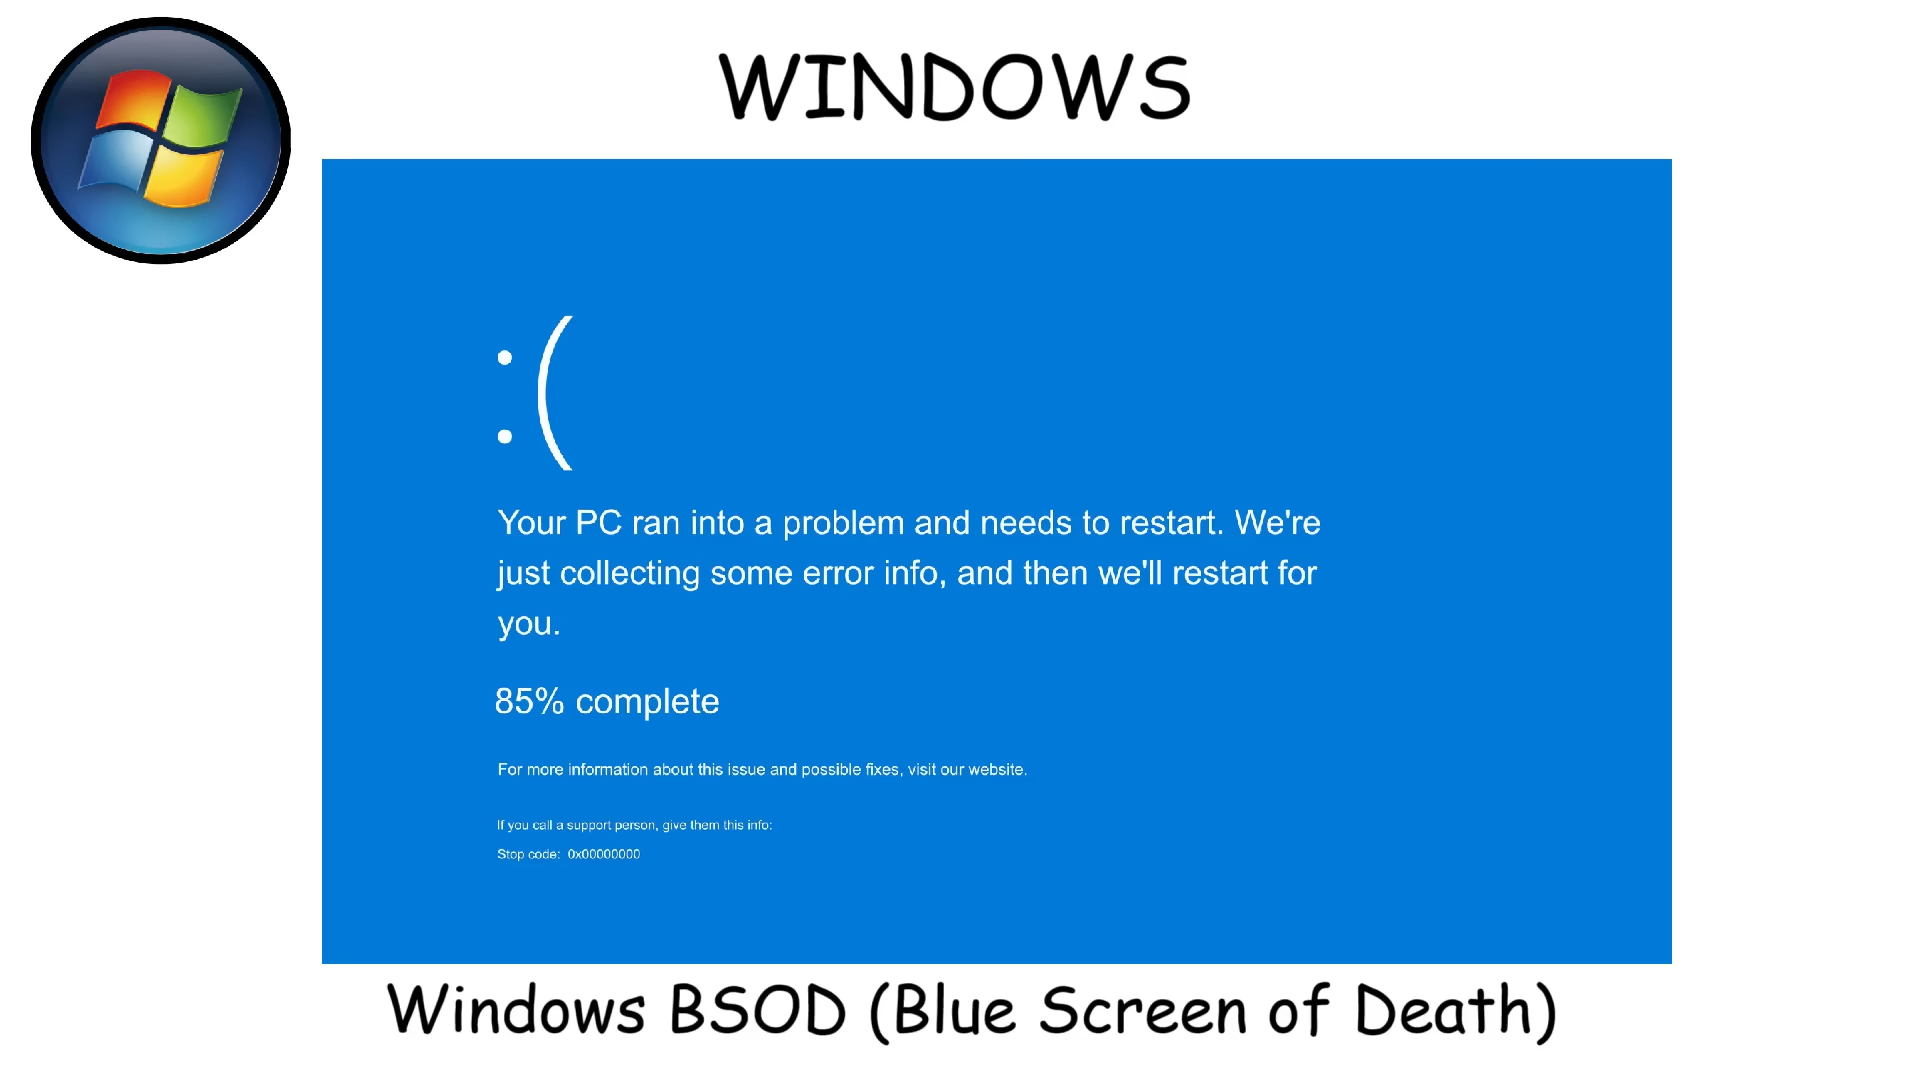 WINDOWS
:(
Your PC ran into a problem and needs to restart. We're
just collecting some error info, and then we'll restart for
you.
85% complete
For more information about this issue and possible fixes, visit our website.
If you call a support person, give them this info:
Stop code: 0x00000000
Windows BSOD (Blue Screen of Death)